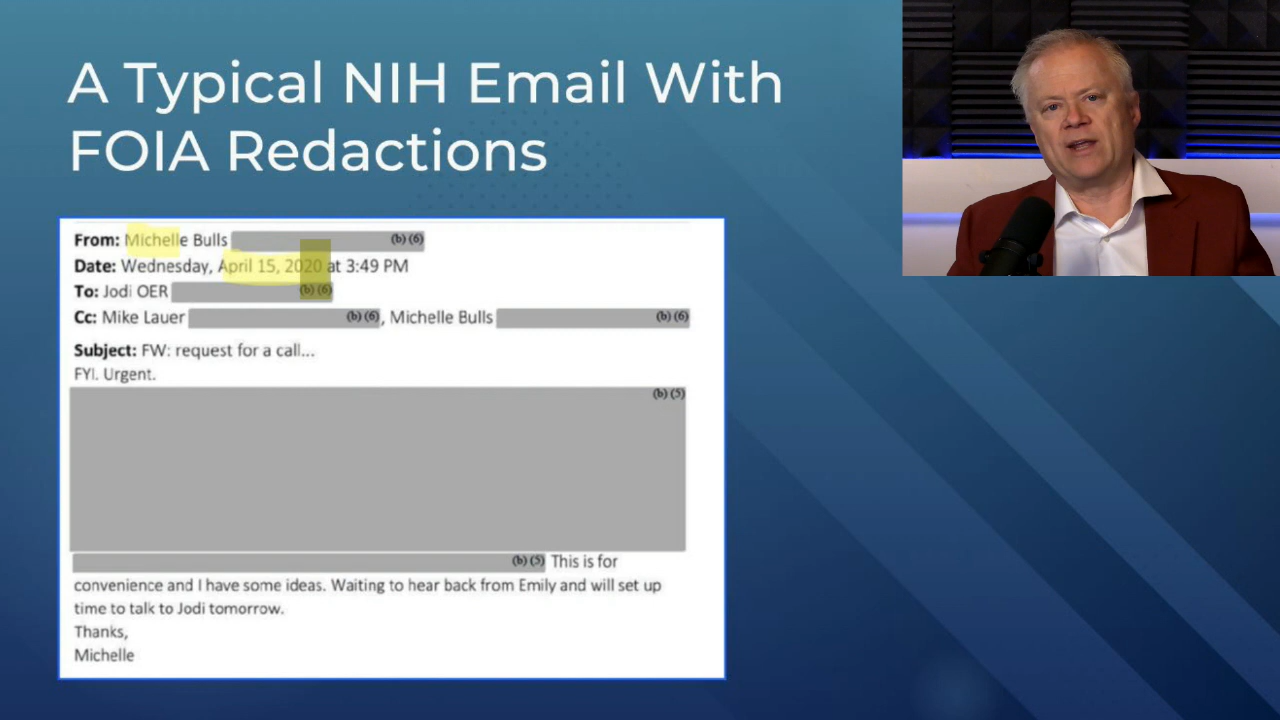 A Typical NIH Email With
FOIA Redactions
From: Michelle Bulls (b) (6)
Date: Wednesday, April 15, 2020 at 3:49 PM
To: Jodi OER (b) (6)
Cc: Mike Lauer (b) (6), Michelle Bulls (b) (6)
Subject: FW: request for a call...
FYI. Urgent.
(b) (5)
(b) (5) This is for
convenience and I have some ideas. Waiting to hear back from Emily and will set up
time to talk to Jodi tomorrow.
Thanks,
Michelle